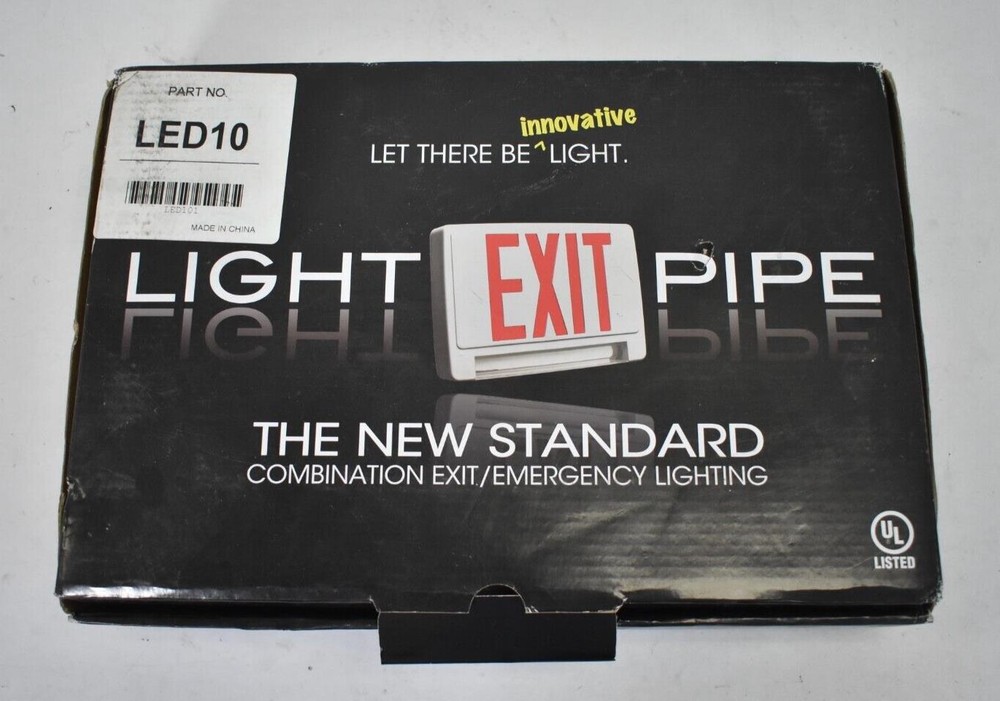 PART NO.
LED10
LED101
MADE IN CHINA
innovative
LET THERE BE ^ LIGHT.
LIGHT EXIT PIPE
THE NEW STANDARD
COMBINATION EXIT/EMERGENCY LIGHTING
UL
LISTED